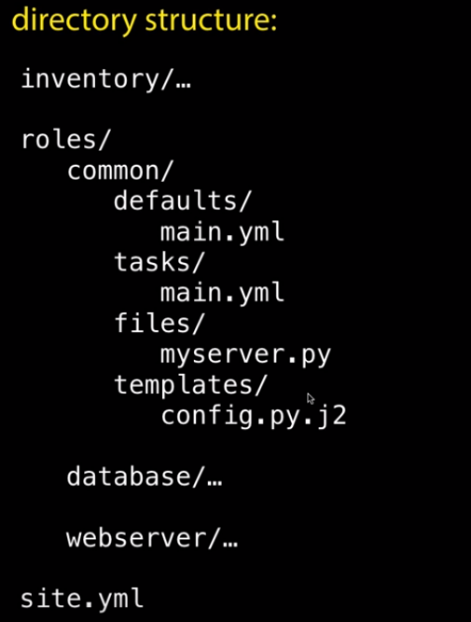 directory structure:
inventory/…
roles/
common/
defaults/
main.yml
tasks/
main.yml
files/
myserver.py
templates/
config.py.j2
database/…
webserver/…
site.yml